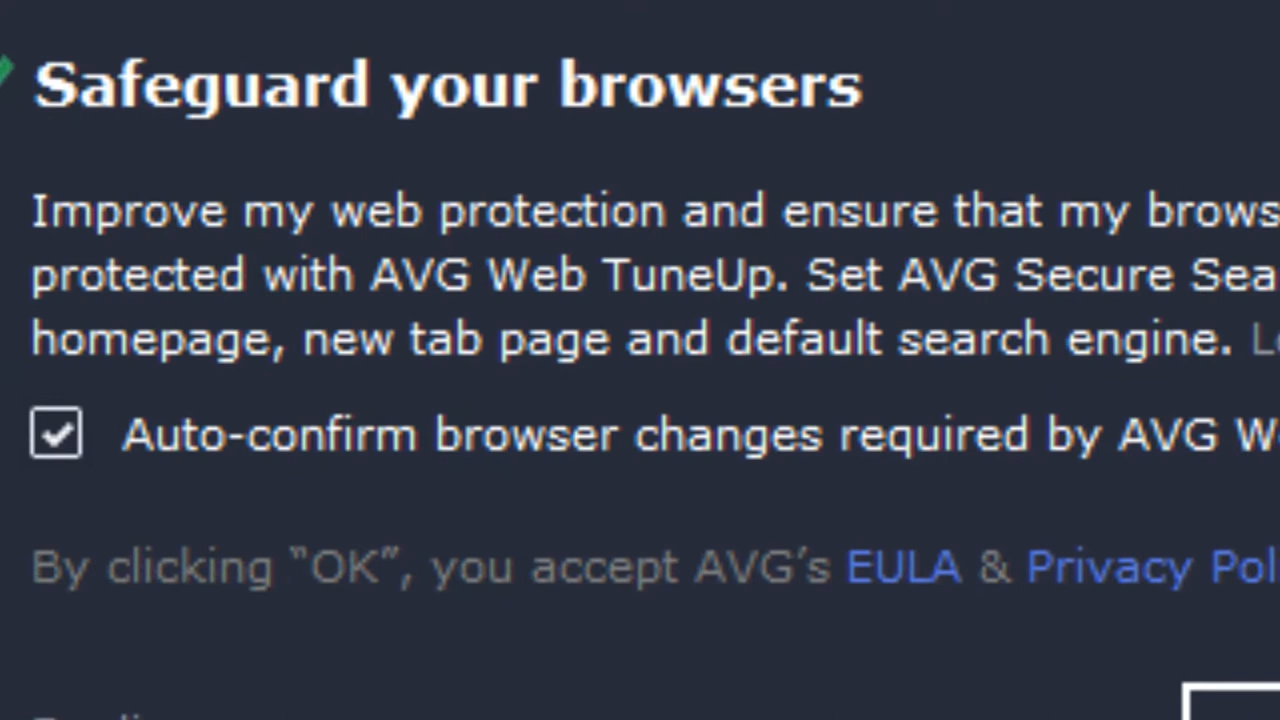 Safeguard your browsers
Improve my web protection and ensure that my brows
protected with AVG Web TuneUp. Set AVG Secure Sea
homepage, new tab page and default search engine.
Auto-confirm browser changes required by AVG W
By clicking "OK", you accept AVG's EULA & Privacy Pol